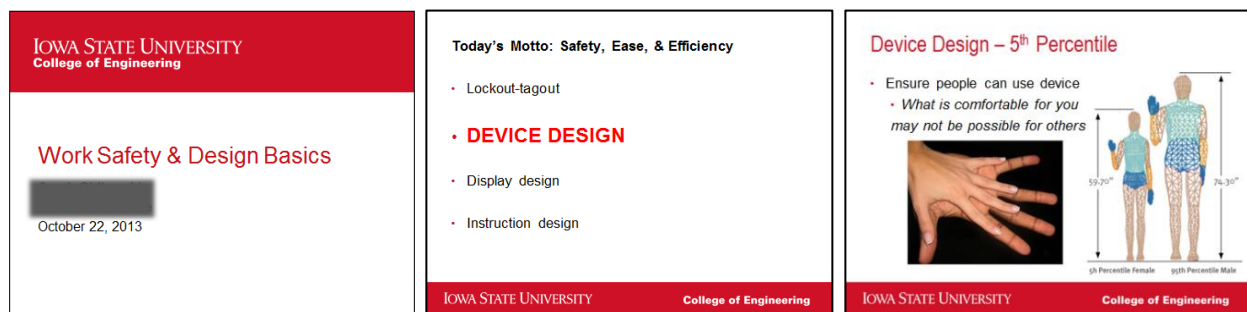 IOWA STATE UNIVERSITY
College of Engineering
Work Safety & Design Basics
October 22, 2013
Today's Motto: Safety, Ease, & Efficiency
• Lockout-tagout
• DEVICE DESIGN
• Display design
• Instruction design
IOWA STATE UNIVERSITY College of Engineering
Device Design – 5th Percentile
• Ensure people can use device
• What is comfortable for you
may not be possible for others
59-70"
74-30"
5h Percentile Female 95th Percentile Male
IOWA STATE UNIVERSITY College of Engineering